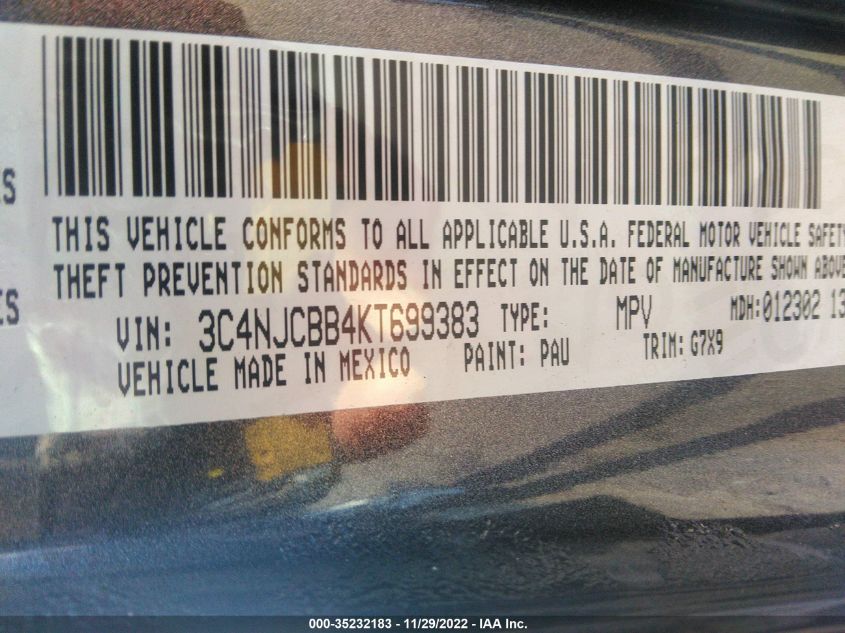 THIS VEHICLE CONFORMS TO ALL APPLICABLE U.S.A. FEDERAL MOTOR VEHICLE SAFETY
THEFT PREVENTION STANDARDS IN EFFECT ON THE DATE OF MANUFACTURE SHOWN ABOVE
VIN: 3C4NJCBB4KT699383 TYPE: MPV MDH:012302 13
VEHICLE MADE IN MEXICO PAINT: PAU TRIM: G7X9
000-35232183 - 11/29/2022 - IAA Inc.